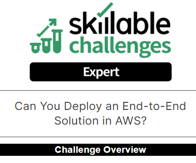 skillable
challenges
Expert
Can You Deploy an End-to-End
Solution in AWS?
Challenge Overview